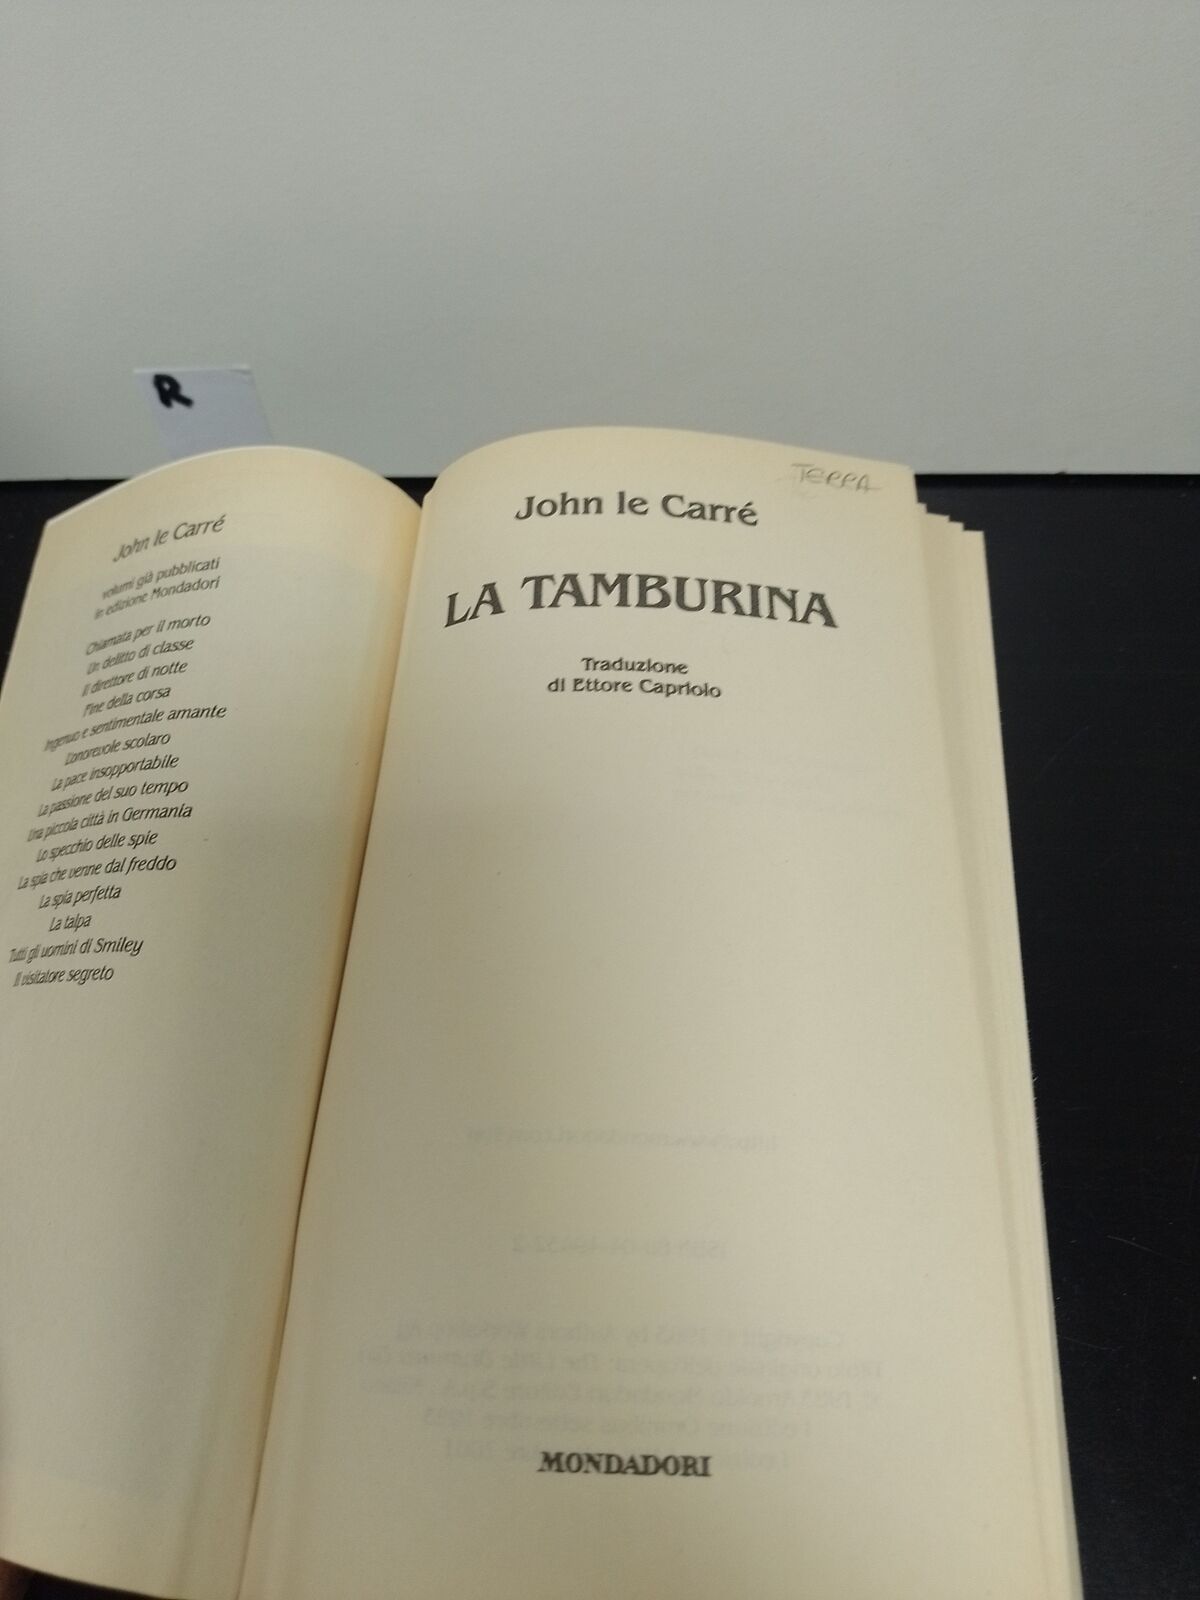 R
John le Carré
volumi già pubblicati
in edizione Mondadori
Chiamata per il morto
Un delitto di classe
Il direttore di notte
Fine della corsa
Ingenuo e sentimentale amante
L'onorevole scolaro
La pace insopportabile
La passione del suo tempo
Una piccola città in Germania
Lo specchio delle spie
La spia che venne dal freddo
La spia perfetta
La talpa
Tutti gli uomini di Smiley
Il visitatore segreto
TERRA
John le Carré
LA TAMBURINA
Traduzione
di Ettore Capriolo
MONDADORI